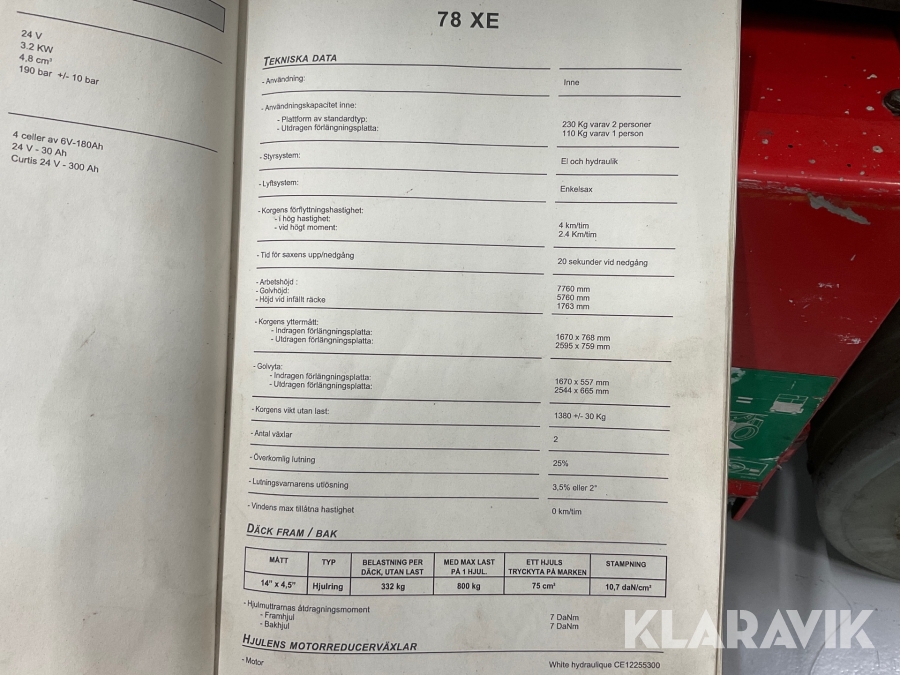 24 V
3.2 KW
4,8 cm³
190 bar +/- 10 bar
4 celler av 6V-180Ah
24 V - 30 Ah
Curtis 24 V - 300 Ah
78 XE
TEKNISKA DATA
- Användning: Inne
- Användningskapacitet inne:
- Plattform av standardtyp: 230 Kg varav 2 personer
- Utdragen förlängningsplatta: 110 Kg varav 1 person
- Styrsystem: El och hydraulik
- Lyftsystem: Enkelsax
- Korgens förflyttningshastighet:
- i hög hastighet: 4 km/tim
- vid högt moment: 2.4 Km/tim
- Tid för saxens upp/nedgång 20 sekunder vid nedgång
- Arbetshöjd : 7760 mm
- Golvhöjd: 5760 mm
- Höjd vid infällt räcke 1763 mm
- Korgens yttermått:
- Indragen förlängningsplatta: 1670 x 768 mm
- Utdragen förlängningsplatta: 2595 x 759 mm
- Golvyta:
- Indragen förlängningsplatta: 1670 x 557 mm
- Utdragen förlängningsplatta: 2544 x 665 mm
- Korgens vikt utan last: 1380 +/- 30 Kg
- Antal växlar 2
- Överkomlig lutning 25%
- Lutningsvarnarens utlösning 3,5% eller 2°
- Vindens max tillåtna hastighet 0 km/tim
DÄCK FRAM / BAK
MÅTT TYP BELASTNING PER DÄCK, UTAN LAST MED MAX LAST PÅ 1 HJUL. ETT HJULS TRYCKYTA PÅ MARKEN STAMPNING
14" x 4,5" Hjulring 332 kg 800 kg 75 cm² 10,7 daN/cm²
- Hjulmuttrarnas åtdragningsmoment
- Framhjul 7 DaNm
- Bakhjul 7 DaNm
HJULENS MOTORREDUCERVÄXLAR
- Motor White hydraulique CE12255300
KLARAVIK